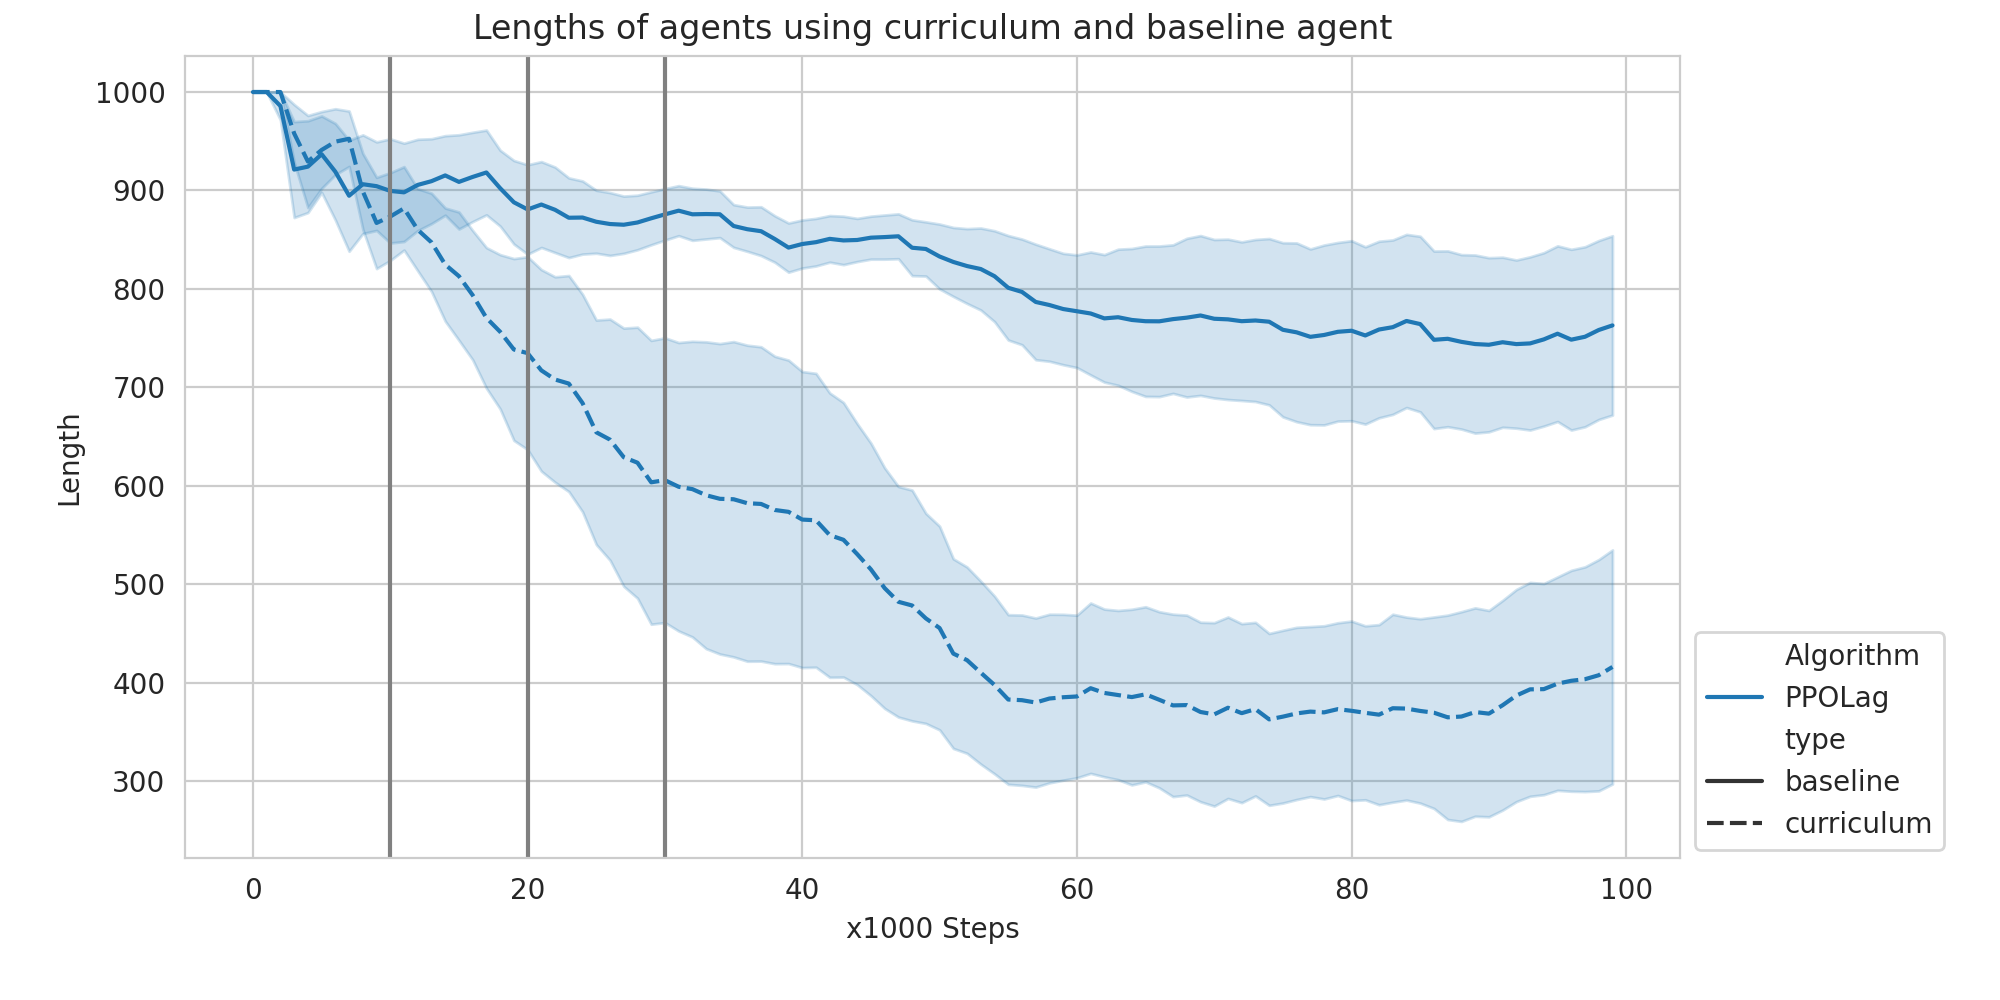 Lengths of agents using curriculum and baseline agent
1000
900
800
700
600
500
400
300
Length
0 20 40 60 80 100
x1000 Steps
Algorithm
PPOLag
type
baseline
curriculum